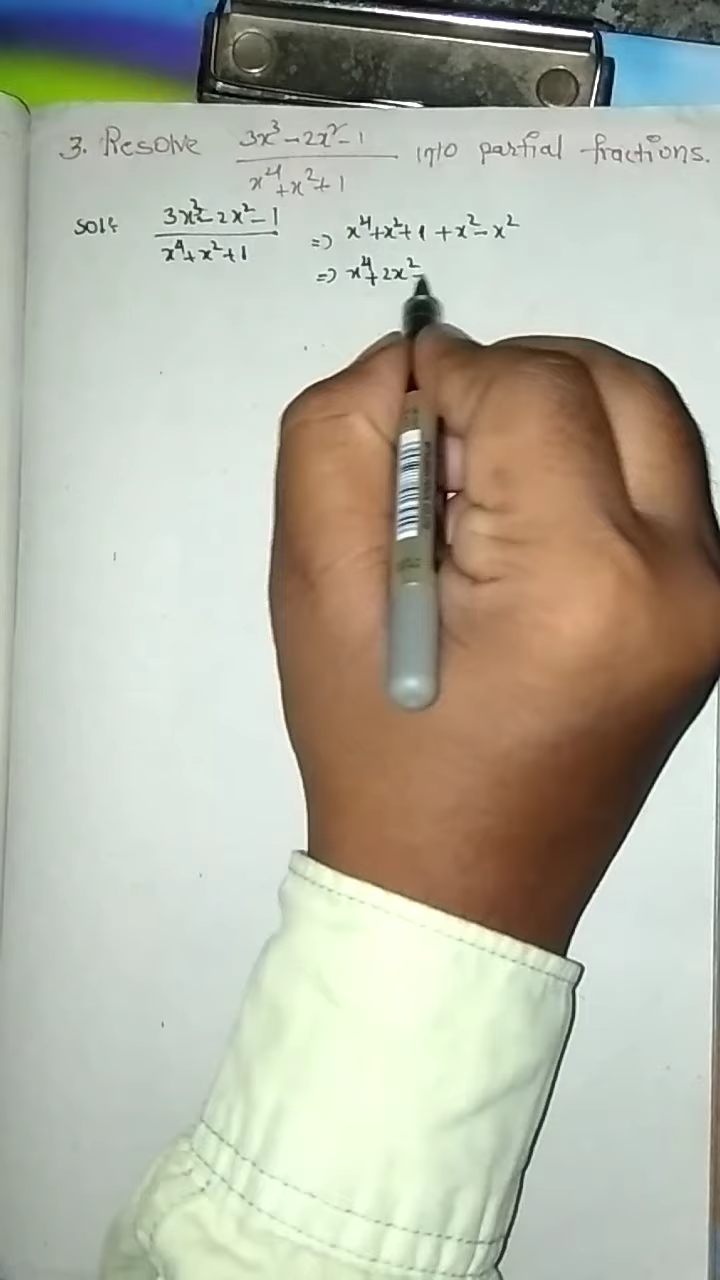 3. Resolve 3x³-2x²-1 / x⁴+x²+1 into partial fractions.
Sol: 3x²-2x²-1 / x⁴+x²+1 => x⁴+x²+1+x²-x²
=> x⁴+2x²